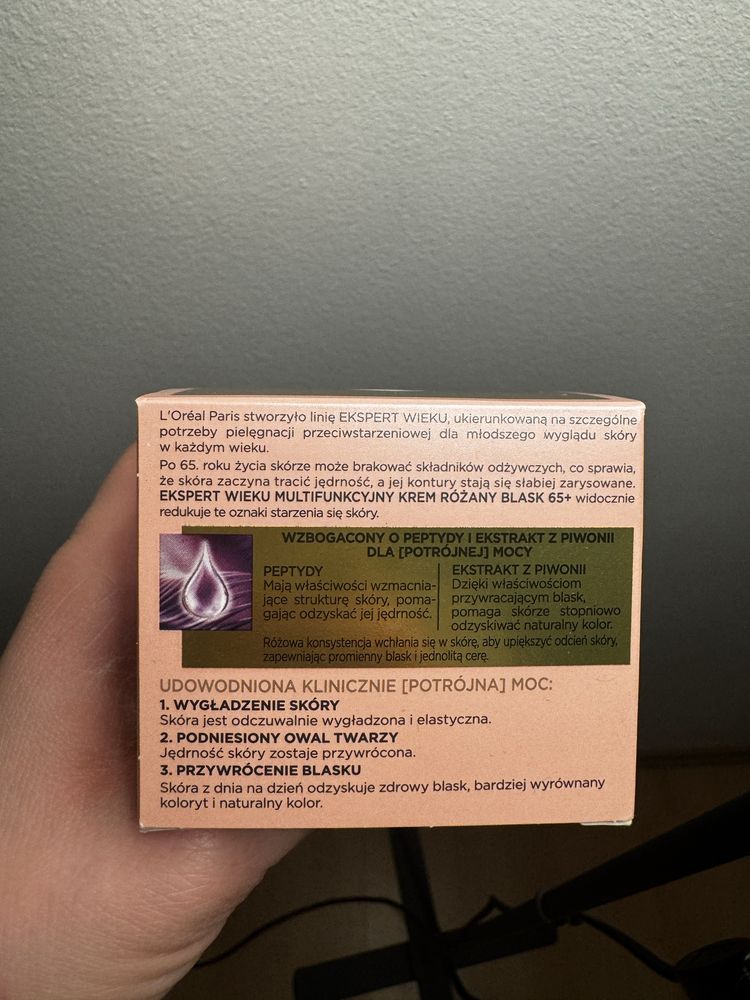 L'Oréal Paris stworzyło linię EKSPERT WIEKU, ukierunkowaną na szczególne
potrzeby pielęgnacji przeciwstarzeniowej dla młodszego wyglądu skóry
w każdym wieku.
Po 65. roku życia skórze może brakować składników odżywczych, co sprawia,
że skóra zaczyna tracić jędrność, a jej kontury stają się słabiej zarysowane.
EKSPERT WIEKU MULTIFUNKCYJNY KREM RÓŻANY BLASK 65+ widocznie
redukuje te oznaki starzenia się skóry.
WZBOGACONY O PEPTYDY I EKSTRAKT Z PIWONII
DLA [POTRÓJNEJ] MOCY
PEPTYDY
Mają właściwości wzmacnia-
jące strukturę skóry, poma-
gając odzyskać jej jędrność.
EKSTRAKT Z PIWONII
Dzięki właściwościom
przywracającym blask,
pomaga skórze stopniowo
odzyskiwać naturalny kolor.
Różowa konsystencja wchłania się w skórę, aby upiększyć odcień skóry,
zapewniając promienny blask i jednolitą cerę.
UDOWODNIONA KLINICZNIE [POTRÓJNA] MOC:
1. WYGŁADZENIE SKÓRY
Skóra jest odczuwalnie wygładzona i elastyczna.
2. PODNIESIONY OWAL TWARZY
Jędrność skóry zostaje przywrócona.
3. PRZYWRÓCENIE BLASKU
Skóra z dnia na dzień odzyskuje zdrowy blask, bardziej wyrównany
koloryt i naturalny kolor.